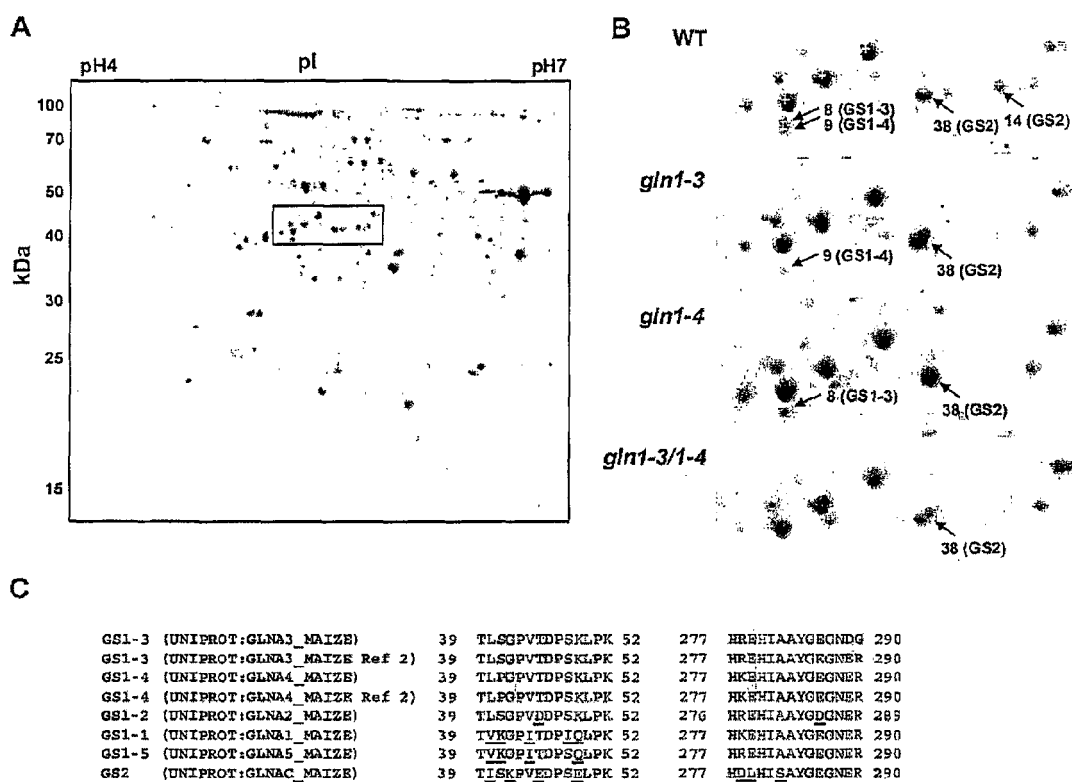 A
pH4 pI pH7
kDa
100
70
50
40
30
25
15
B
WT
8 (GS1-3)
9 (GS1-4)
38 (GS2)
14 (GS2)
gln1-3
9 (GS1-4)
38 (GS2)
gln1-4
8 (GS1-3)
38 (GS2)
gln1-3/1-4
38 (GS2)
C
GS1-3 (UNIPROT:GLNA3_MAIZE) 39 TLSGPVTDPSKLPK 52 277 HREHIAAYGEGNDG 290
GS1-3 (UNIPROT:GLNA3_MAIZE Ref 2) 39 TLSGPVTDPSKLPK 52 277 HREHIAAYGEGNER 290
GS1-4 (UNIPROT:GLNA4_MAIZE) 39 TLPGPVTDPSKLPK 52 277 HKEHIAAYGEGNER 290
GS1-4 (UNIPROT:GLNA4_MAIZE Ref 2) 39 TLPGPVTDPSKLPK 52 277 HKEHIAAYGEGNER 290
GS1-2 (UNIPROT:GLNA2_MAIZE) 39 TLSGPVDDPSKLPK 52 276 HREHIAAYGDGNER 289
GS1-1 (UNIPROT:GLNA1_MAIZE) 39 TVKGPITDPIQLPK 52 277 HKEHIAAYGEGNER 290
GS1-5 (UNIPROT:GLNA5_MAIZE) 39 TVKGPITDPSQLPK 52 277 HREHIAAYGEGNER 290
GS2 (UNIPROT:GLNAC_MAIZE) 39 TISKPVEDPSELPK 52 277 HDLHISAYGEGNER 290